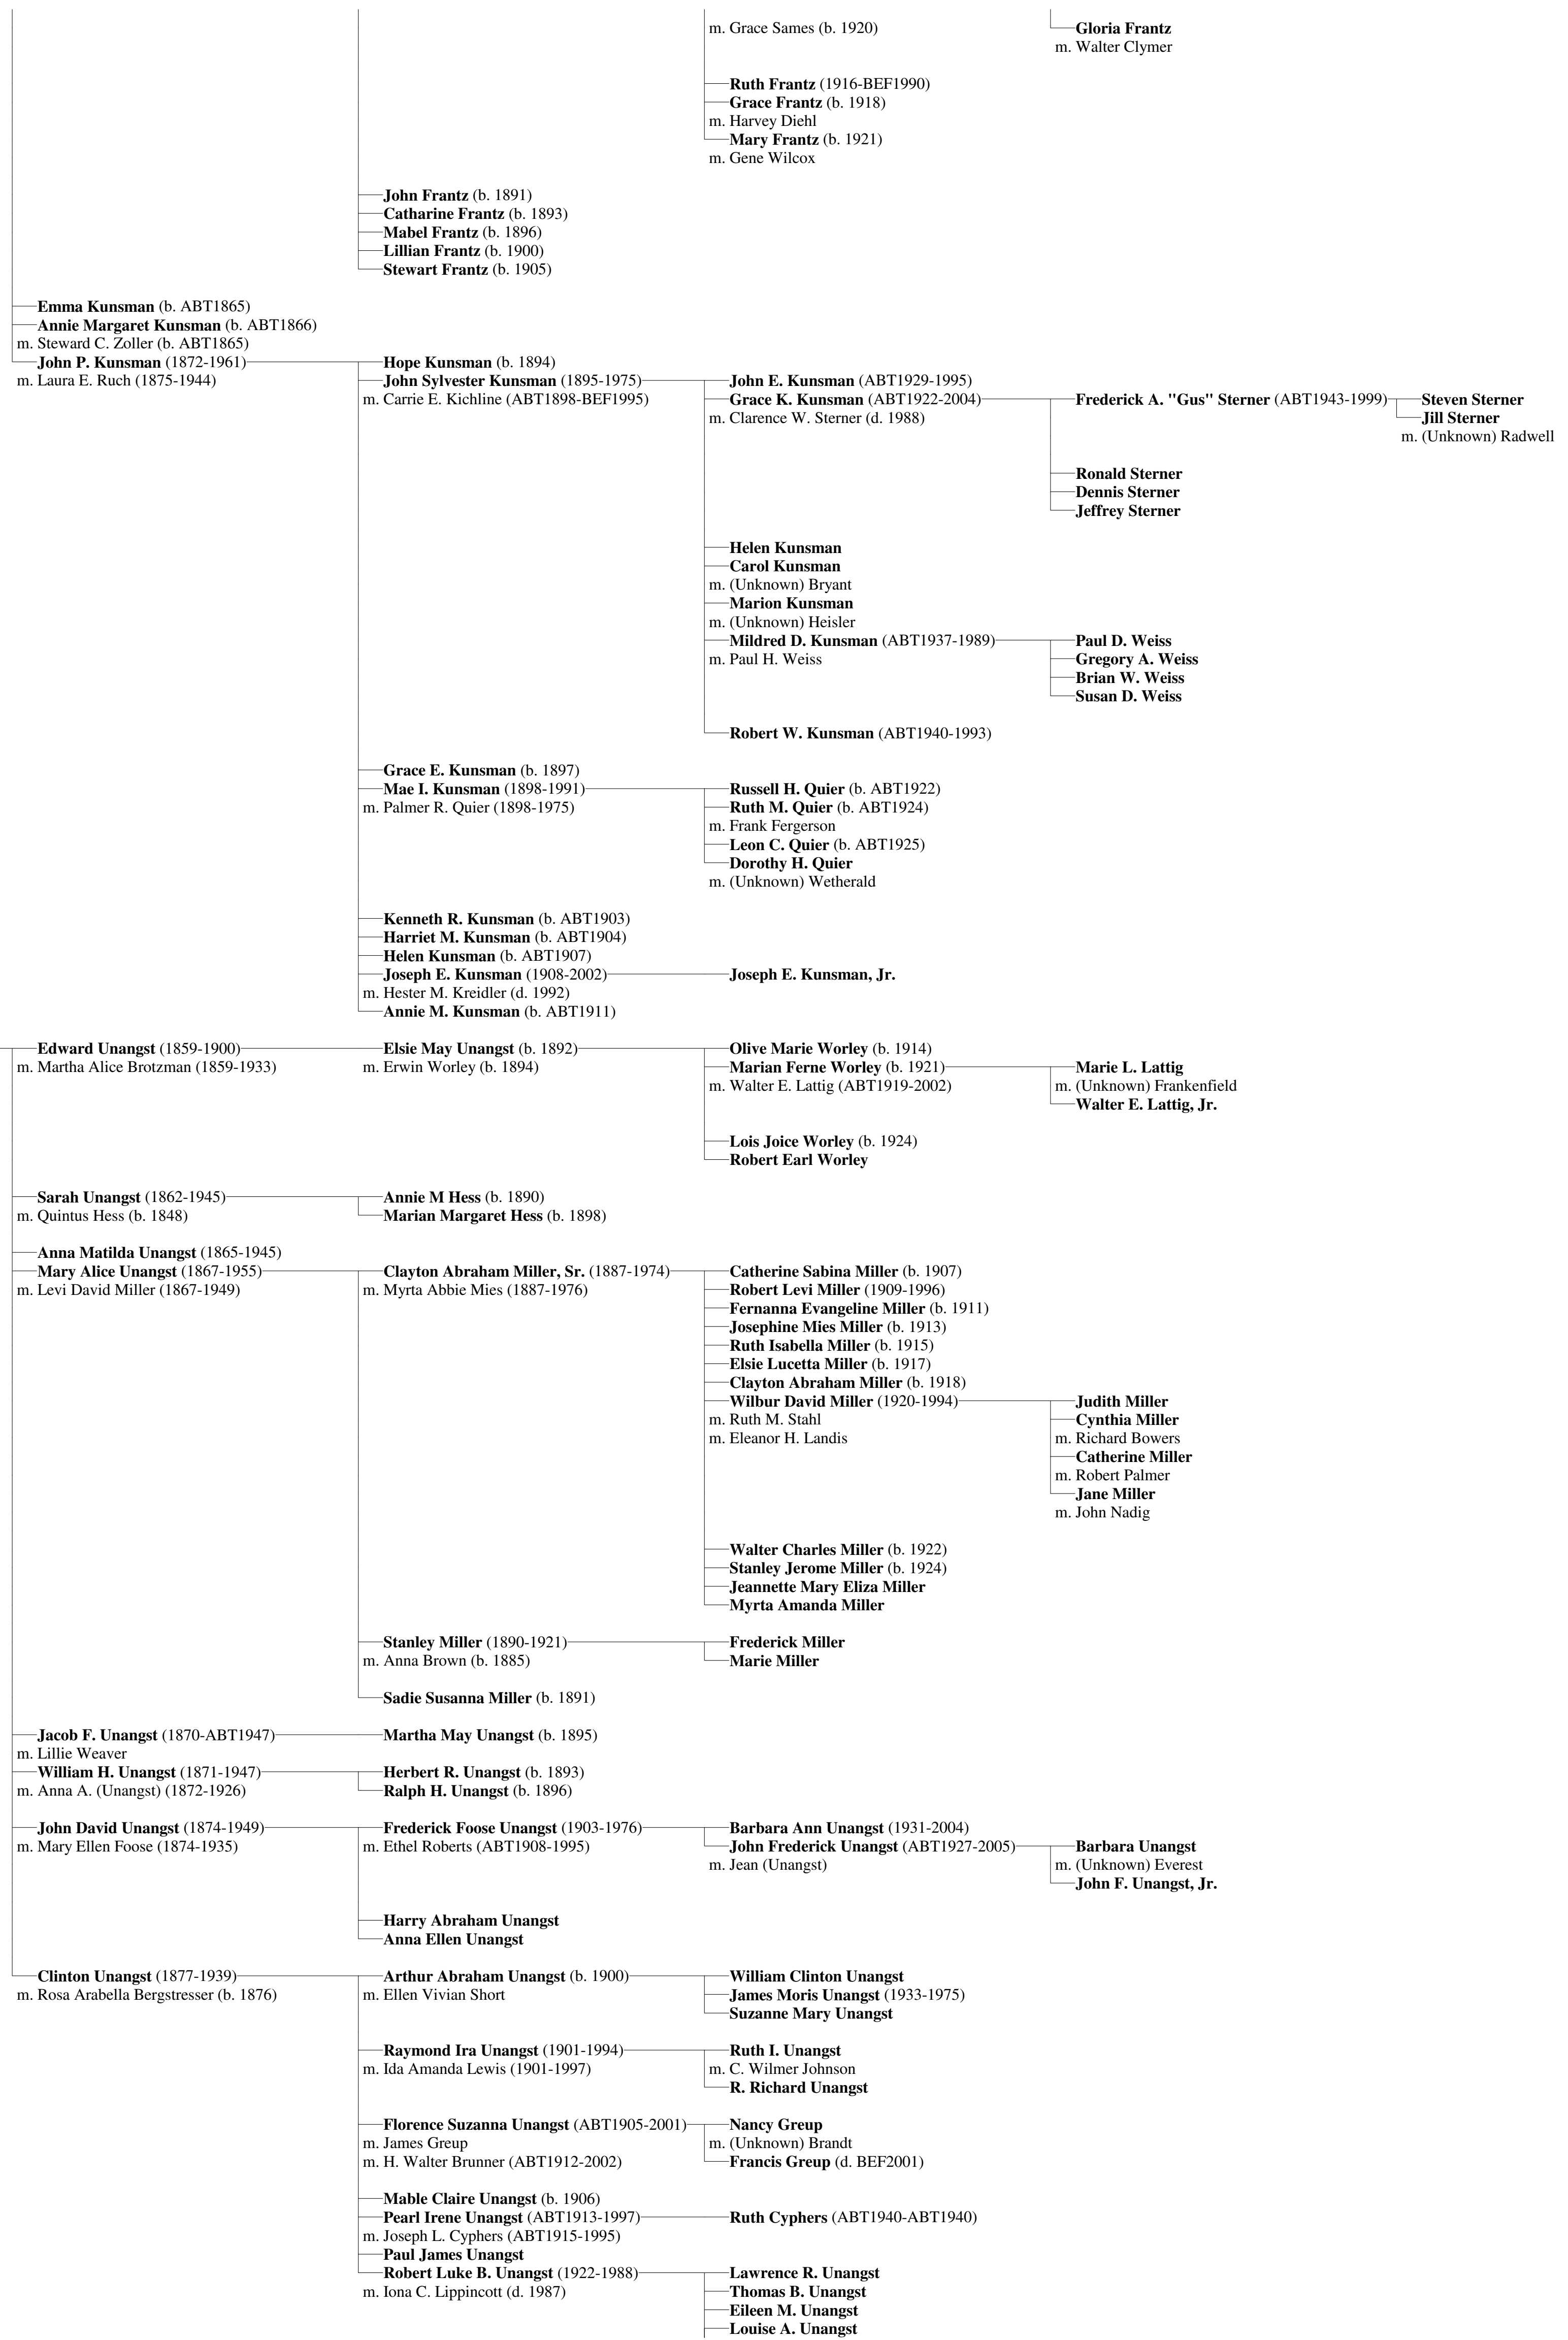 m. Grace Sames (b. 1920)
Gloria Frantz
m. Walter Clymer
Ruth Frantz (1916-BEF1990)
Grace Frantz (b. 1918)
m. Harvey Diehl
Mary Frantz (b. 1921)
m. Gene Wilcox
John Frantz (b. 1891)
Catharine Frantz (b. 1893)
Mabel Frantz (b. 1896)
Lillian Frantz (b. 1900)
Stewart Frantz (b. 1905)
Emma Kunsman (b. ABT1865)
Annie Margaret Kunsman (b. ABT1866)
m. Steward C. Zoller (b. ABT1865)
John P. Kunsman (1872-1961)
m. Laura E. Ruch (1875-1944)
Hope Kunsman (b. 1894)
John Sylvester Kunsman (1895-1975)
m. Carrie E. Kichline (ABT1898-BEF1995)
John E. Kunsman (ABT1929-1995)
Grace K. Kunsman (ABT1922-2004)
m. Clarence W. Sterner (d. 1988)
Frederick A. "Gus" Sterner (ABT1943-1999)
Steven Sterner
Jill Sterner
m. (Unknown) Radwell
Ronald Sterner
Dennis Sterner
Jeffrey Sterner
Helen Kunsman
Carol Kunsman
m. (Unknown) Bryant
Marion Kunsman
m. (Unknown) Heisler
Mildred D. Kunsman (ABT1937-1989)
m. Paul H. Weiss
Paul D. Weiss
Gregory A. Weiss
Brian W. Weiss
Susan D. Weiss
Robert W. Kunsman (ABT1940-1993)
Grace E. Kunsman (b. 1897)
Mae I. Kunsman (1898-1991)
m. Palmer R. Quier (1898-1975)
Russell H. Quier (b. ABT1922)
Ruth M. Quier (b. ABT1924)
m. Frank Fergerson
Leon C. Quier (b. ABT1925)
Dorothy H. Quier
m. (Unknown) Wetherald
Kenneth R. Kunsman (b. ABT1903)
Harriet M. Kunsman (b. ABT1904)
Helen Kunsman (b. ABT1907)
Joseph E. Kunsman (1908-2002)
m. Hester M. Kreidler (d. 1992)
Joseph E. Kunsman, Jr.
Annie M. Kunsman (b. ABT1911)
Edward Unangst (1859-1900)
m. Martha Alice Brotzman (1859-1933)
Elsie May Unangst (b. 1892)
m. Erwin Worley (b. 1894)
Olive Marie Worley (b. 1914)
Marian Ferne Worley (b. 1921)
m. Walter E. Lattig (ABT1919-2002)
Marie L. Lattig
m. (Unknown) Frankenfield
Walter E. Lattig, Jr.
Lois Joice Worley (b. 1924)
Robert Earl Worley
Sarah Unangst (1862-1945)
m. Quintus Hess (b. 1848)
Annie M Hess (b. 1890)
Marian Margaret Hess (b. 1898)
Anna Matilda Unangst (1865-1945)
Mary Alice Unangst (1867-1955)
m. Levi David Miller (1867-1949)
Clayton Abraham Miller, Sr. (1887-1974)
m. Myrta Abbie Mies (1887-1976)
Catherine Sabina Miller (b. 1907)
Robert Levi Miller (1909-1996)
Fernanna Evangeline Miller (b. 1911)
Josephine Mies Miller (b. 1913)
Ruth Isabella Miller (b. 1915)
Elsie Lucetta Miller (b. 1917)
Clayton Abraham Miller (b. 1918)
Wilbur David Miller (1920-1994)
m. Ruth M. Stahl
m. Eleanor H. Landis
Judith Miller
Cynthia Miller
m. Richard Bowers
Catherine Miller
m. Robert Palmer
Jane Miller
m. John Nadig
Walter Charles Miller (b. 1922)
Stanley Jerome Miller (b. 1924)
Jeannette Mary Eliza Miller
Myrta Amanda Miller
Stanley Miller (1890-1921)
m. Anna Brown (b. 1885)
Frederick Miller
Marie Miller
Sadie Susanna Miller (b. 1891)
Jacob F. Unangst (1870-ABT1947)
m. Lillie Weaver
Martha May Unangst (b. 1895)
William H. Unangst (1871-1947)
m. Anna A. (Unangst) (1872-1926)
Herbert R. Unangst (b. 1893)
Ralph H. Unangst (b. 1896)
John David Unangst (1874-1949)
m. Mary Ellen Foose (1874-1935)
Frederick Foose Unangst (1903-1976)
m. Ethel Roberts (ABT1908-1995)
Barbara Ann Unangst (1931-2004)
John Frederick Unangst (ABT1927-2005)
m. Jean (Unangst)
Barbara Unangst
m. (Unknown) Everest
John F. Unangst, Jr.
Harry Abraham Unangst
Anna Ellen Unangst
Clinton Unangst (1877-1939)
m. Rosa Arabella Bergstresser (b. 1876)
Arthur Abraham Unangst (b. 1900)
m. Ellen Vivian Short
William Clinton Unangst
James Moris Unangst (1933-1975)
Suzanne Mary Unangst
Raymond Ira Unangst (1901-1994)
m. Ida Amanda Lewis (1901-1997)
Ruth I. Unangst
m. C. Wilmer Johnson
R. Richard Unangst
Florence Suzanna Unangst (ABT1905-2001)
m. James Greup
m. H. Walter Brunner (ABT1912-2002)
Nancy Greup
m. (Unknown) Brandt
Francis Greup (d. BEF2001)
Mable Claire Unangst (b. 1906)
Pearl Irene Unangst (ABT1913-1997)
m. Joseph L. Cyphers (ABT1915-1995)
Ruth Cyphers (ABT1940-ABT1940)
Paul James Unangst
Robert Luke B. Unangst (1922-1988)
m. Iona C. Lippincott (d. 1987)
Lawrence R. Unangst
Thomas B. Unangst
Eileen M. Unangst
Louise A. Unangst